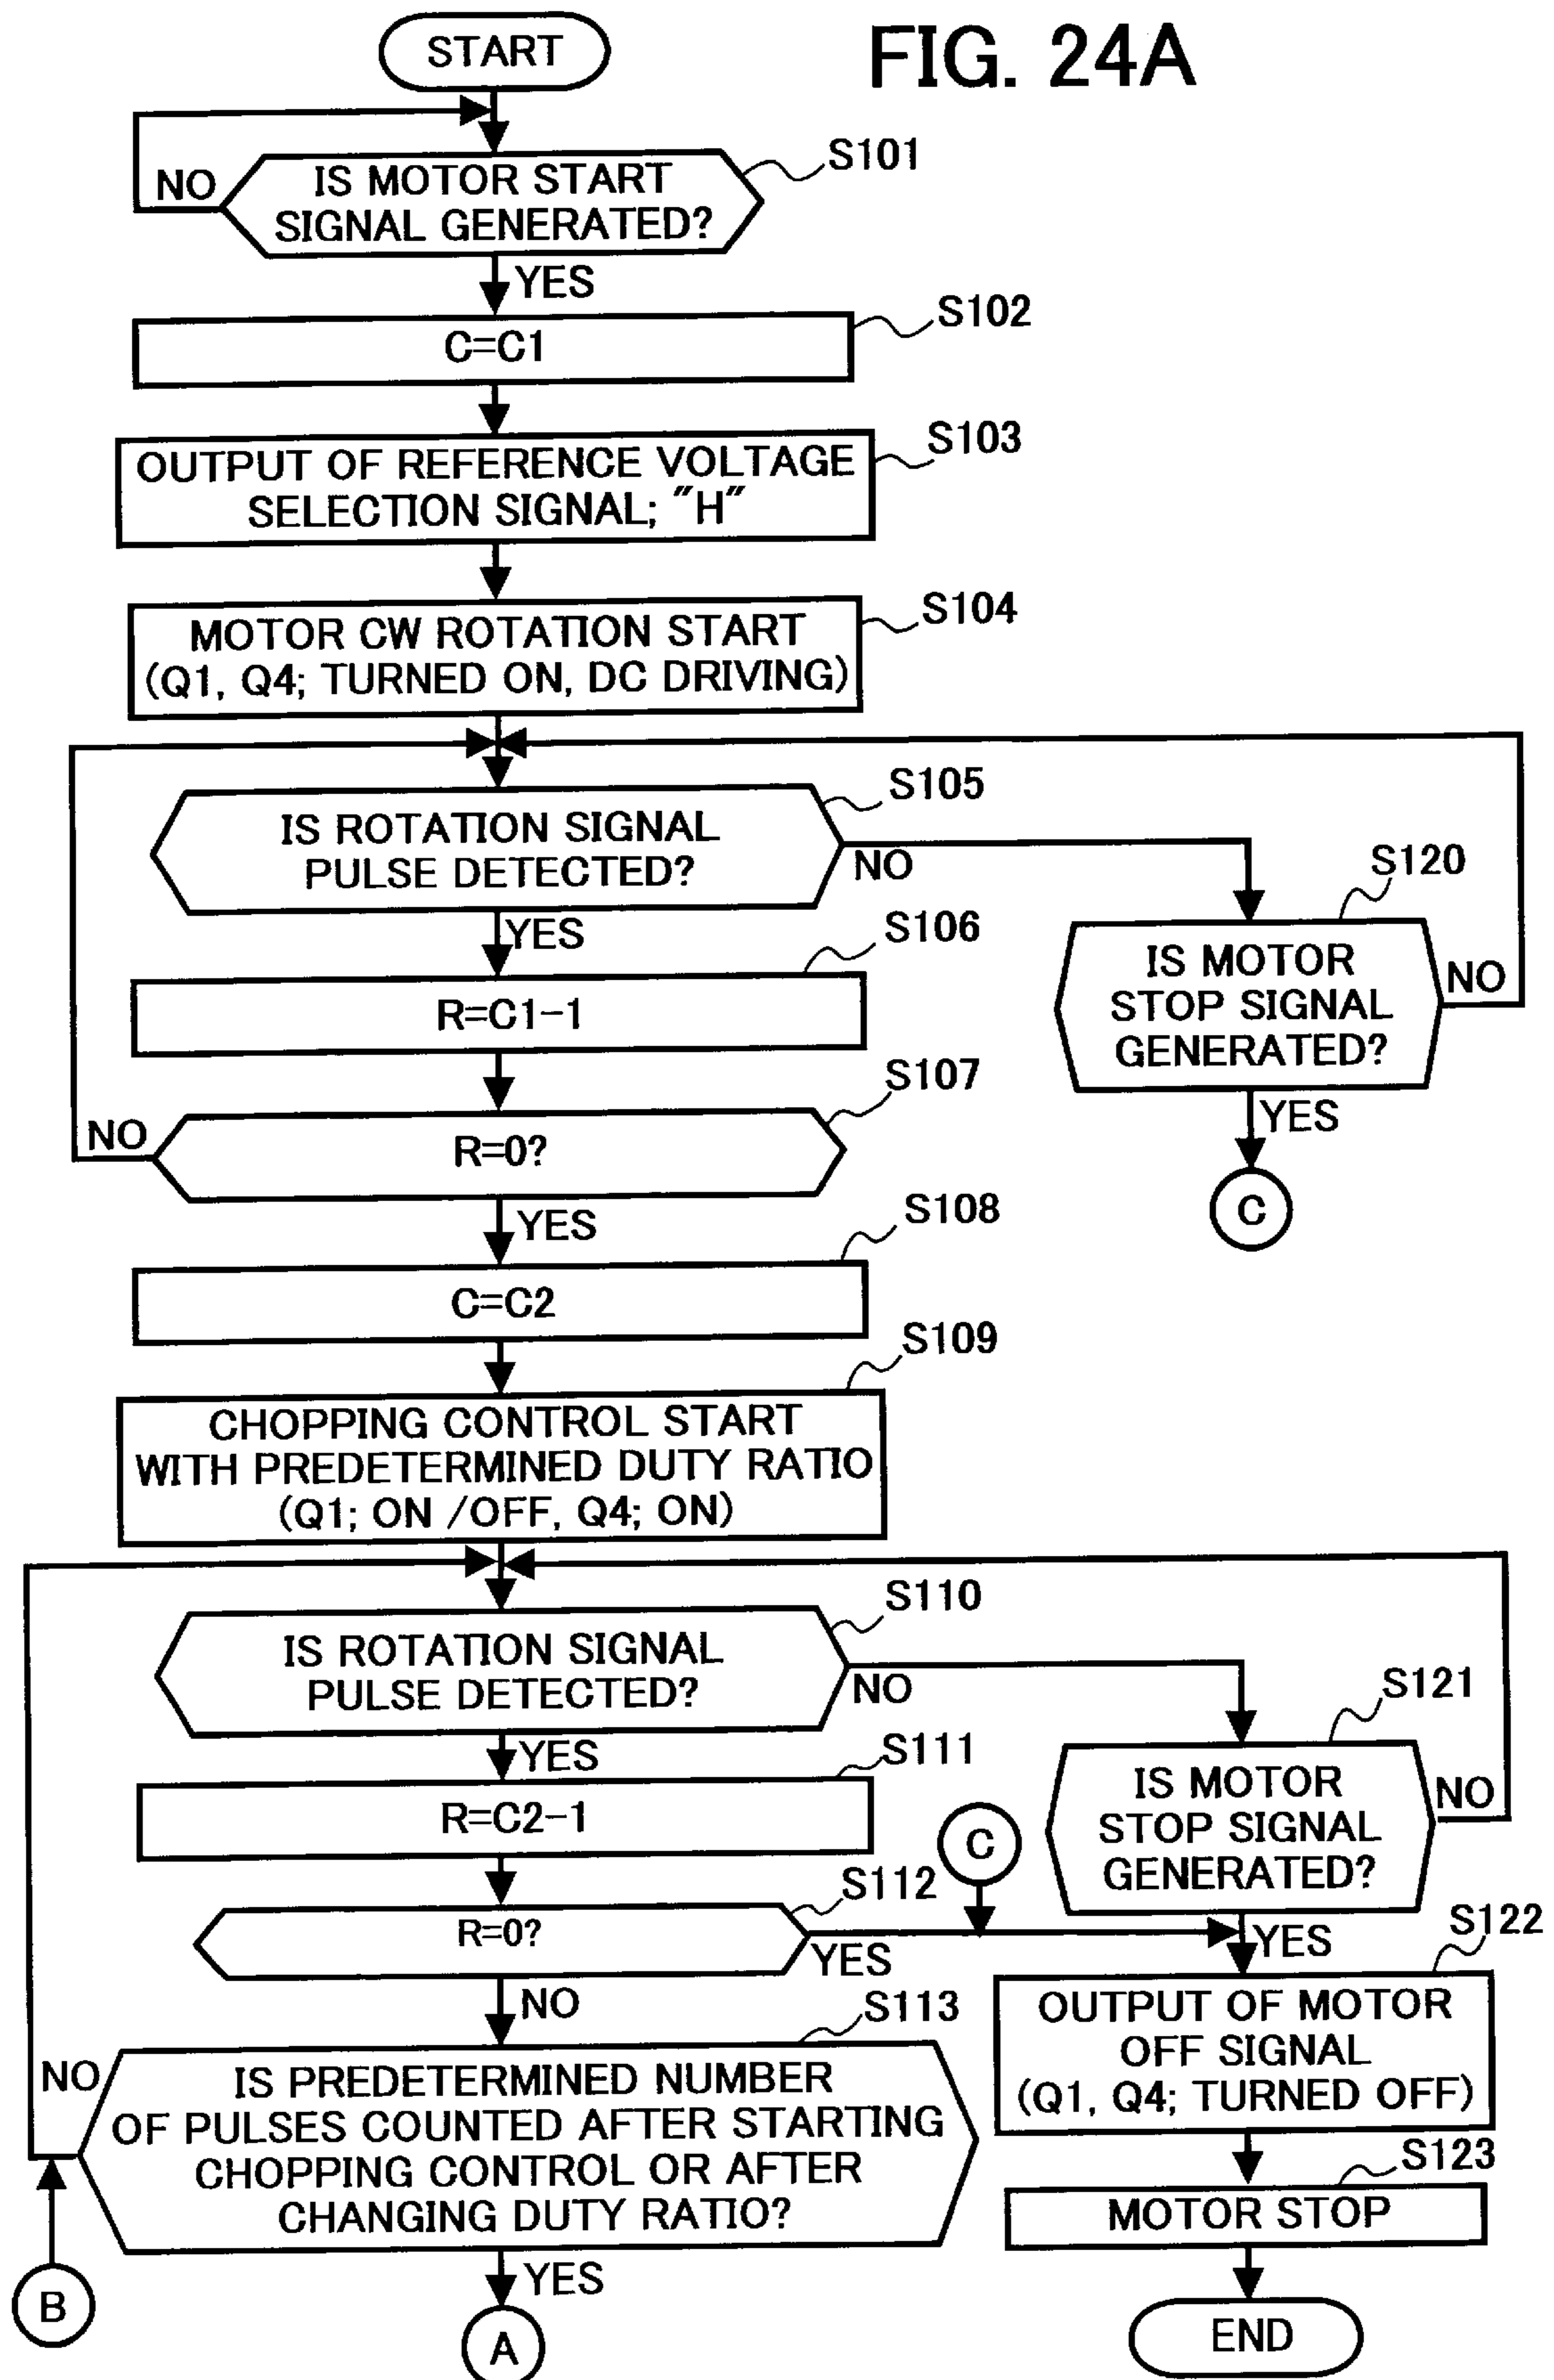 START
FIG. 24A
NO
IS MOTOR START
SIGNAL GENERATED?
S101
YES
C=C1
S102
OUTPUT OF REFERENCE VOLTAGE
SELECTION SIGNAL; "H"
S103
MOTOR CW ROTATION START
(Q1, Q4; TURNED ON, DC DRIVING)
S104
IS ROTATION SIGNAL
PULSE DETECTED?
S105
NO
YES
S120
IS MOTOR
STOP SIGNAL
GENERATED?
NO
YES
C
R=C1-1
S106
NO
R=0?
S107
YES
C=C2
S108
CHOPPING CONTROL START
WITH PREDETERMINED DUTY RATIO
(Q1; ON /OFF, Q4; ON)
S109
IS ROTATION SIGNAL
PULSE DETECTED?
S110
NO
YES
S121
IS MOTOR
STOP SIGNAL
GENERATED?
NO
YES
R=C2-1
S111
C
R=0?
S112
YES
NO
S122
OUTPUT OF MOTOR
OFF SIGNAL
(Q1, Q4; TURNED OFF)
S113
NO
IS PREDETERMINED NUMBER
OF PULSES COUNTED AFTER STARTING
CHOPPING CONTROL OR AFTER
CHANGING DUTY RATIO?
S123
MOTOR STOP
YES
B
A
END